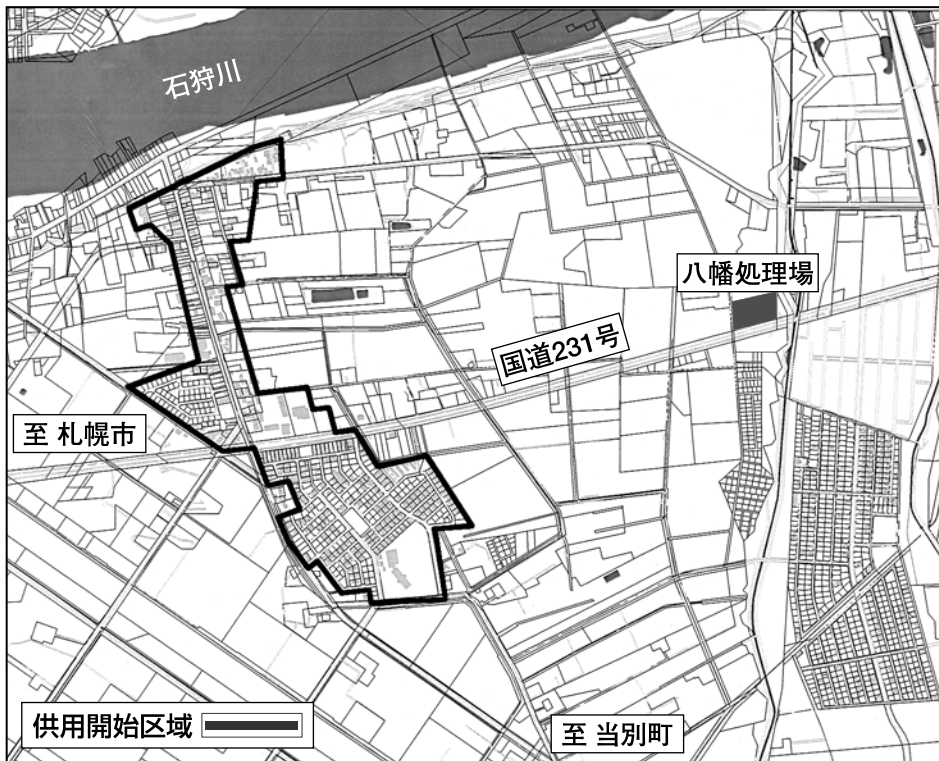 石狩川
八幡処理場
国道231号
至 札幌市
供用開始区域
至 当別町